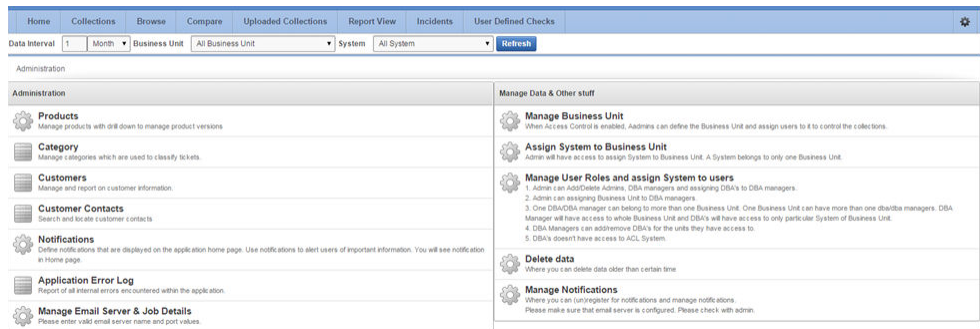 Home Collections Browse Compare Uploaded Collections Report View Incidents User Defined Checks
Data Interval 1 Month Business Unit All Business Unit System All System Refresh
Administration
Administration
Products
Manage products with drill down to manage product versions
Category
Manage categories which are used to classify tickets.
Customers
Manage and report on customer information.
Customer Contacts
Search and locate customer contacts
Notifications
Define notifications that are displayed on the application home page. Use notifications to alert users of important information. You will see notification
in Home page.
Application Error Log
Report of all internal errors encountered within the application.
Manage Email Server & Job Details
Please enter valid email server name and port values.
Manage Data & Other stuff
Manage Business Unit
When Access Control is enabled, Aadmins can define the Business Unit and assign users to it to control the collections.
Assign System to Business Unit
Admin will have access to assign System to Business Unit. A System belongs to only one Business Unit.
Manage User Roles and assign System to users
1. Admin can Add/Delete Admins, DBA managers and assigning DBA's to DBA managers.
2. Admin can assigning Business Unit to DBA managers.
3. One DBA/DBA manager can belong to more than one Business Unit. One Business Unit can have more than one dba/dba managers. DBA
Manager will have access to whole Business Unit and DBA's will have access to only particular System of Business Unit.
4. DBA Managers can add/remove DBA's for the units they have access to.
5. DBA's doesn't have access to ACL System.
Delete data
Where you can delete data older than certain time
Manage Notifications
Where you can (un)register for notifications and manage notifications.
Please make sure that email server is configured. Please check with admin.